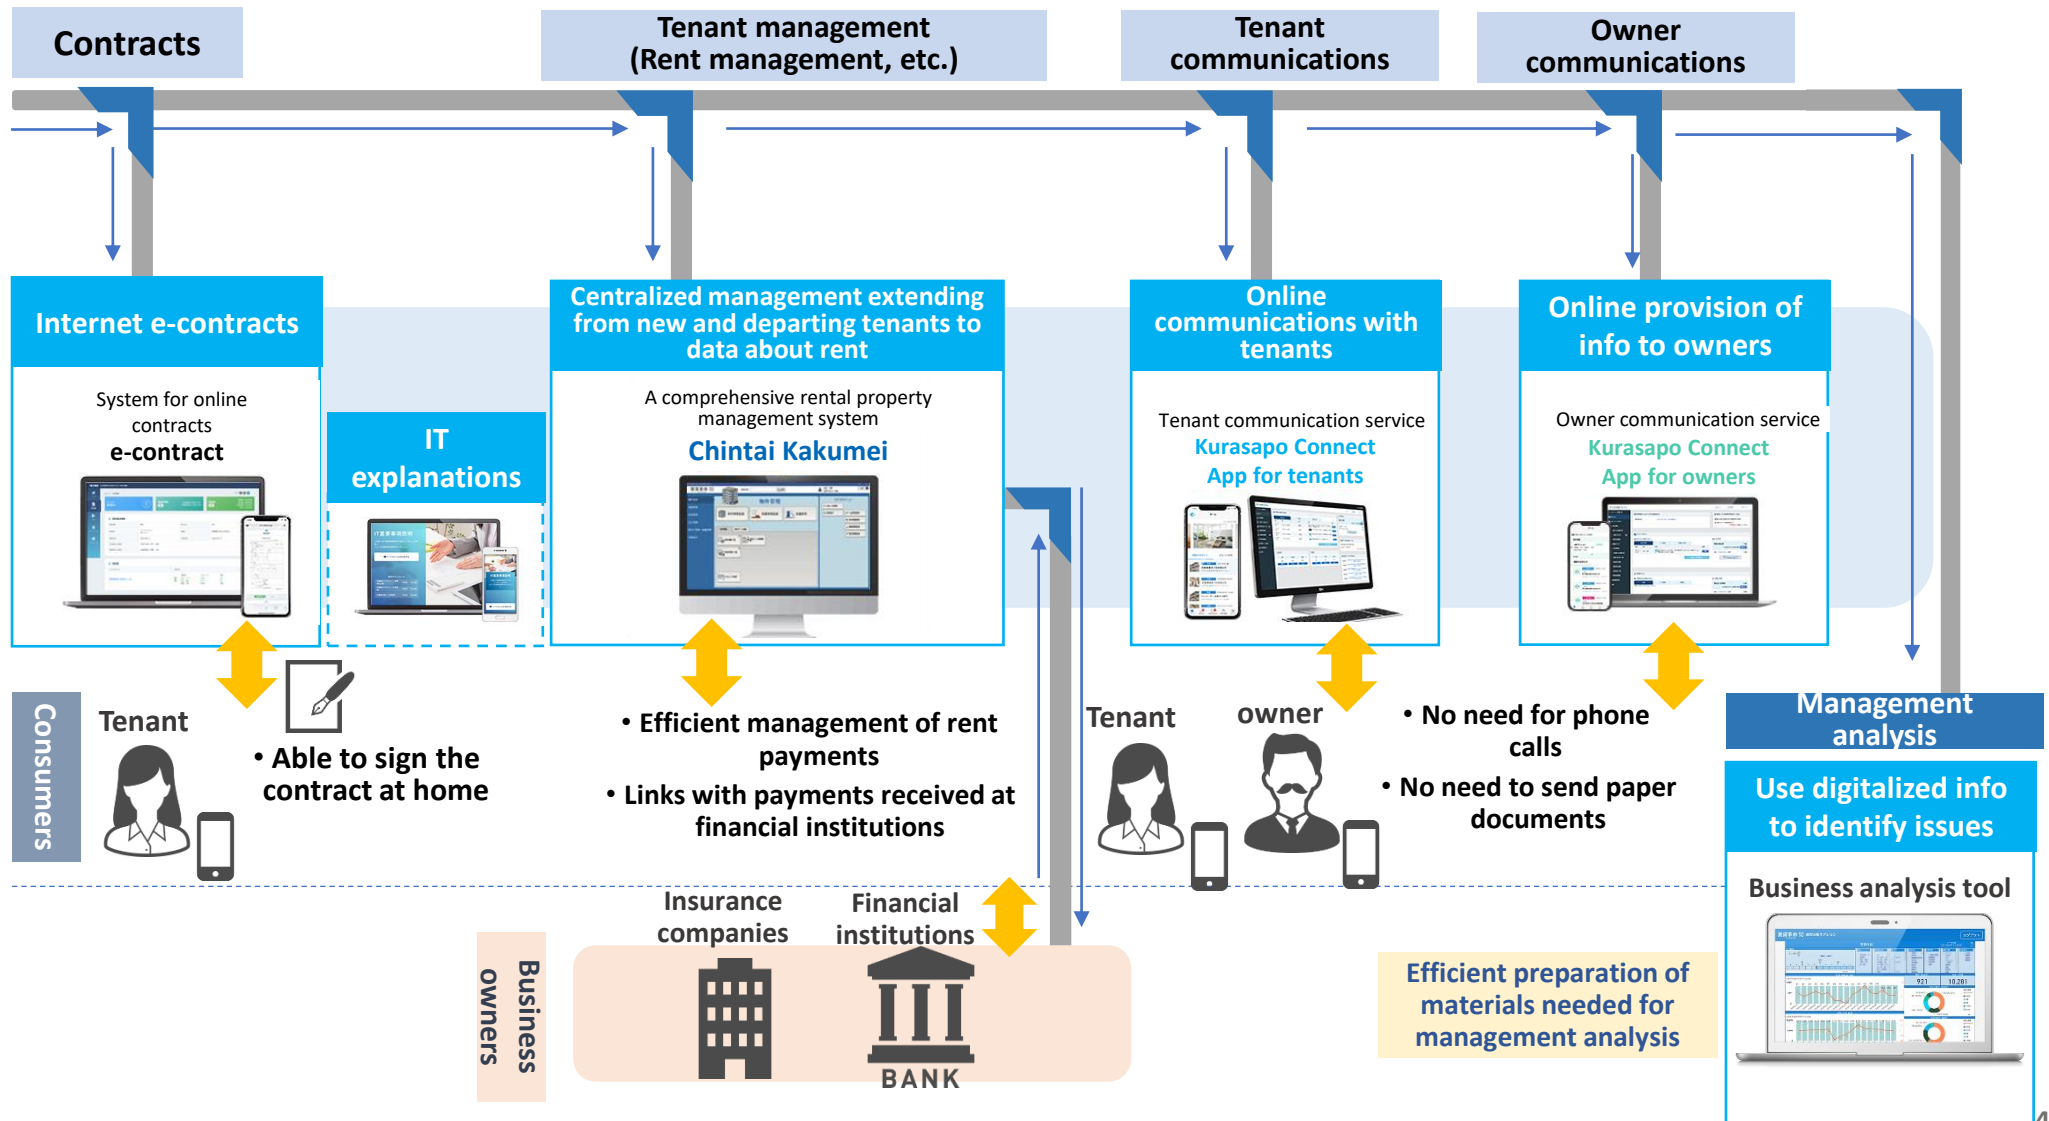 Contracts
Tenant management
(Rent management, etc.)
Tenant
communications
Owner
communications
Internet e-contracts
System for online
contracts
e-contract
IT
explanations
Centralized management extending
from new and departing tenants to
data about rent
A comprehensive rental property
management system
Chintai Kakumei
Online
communications with
tenants
Tenant communication service
Kurasapo Connect
App for tenants
Online provision of
info to owners
Owner communication service
Kurasapo Connect
App for owners
Consumers
Tenant
• Able to sign the
contract at home
• Efficient management of rent
payments
• Links with payments received at
financial institutions
Tenant
owner
• No need for phone
calls
• No need to send paper
documents
Management
analysis
Use digitalized info
to identify issues
Business analysis tool
921
10,281
Business
owners
Insurance
companies
Financial
institutions
BANK
Efficient preparation of
materials needed for
management analysis
4